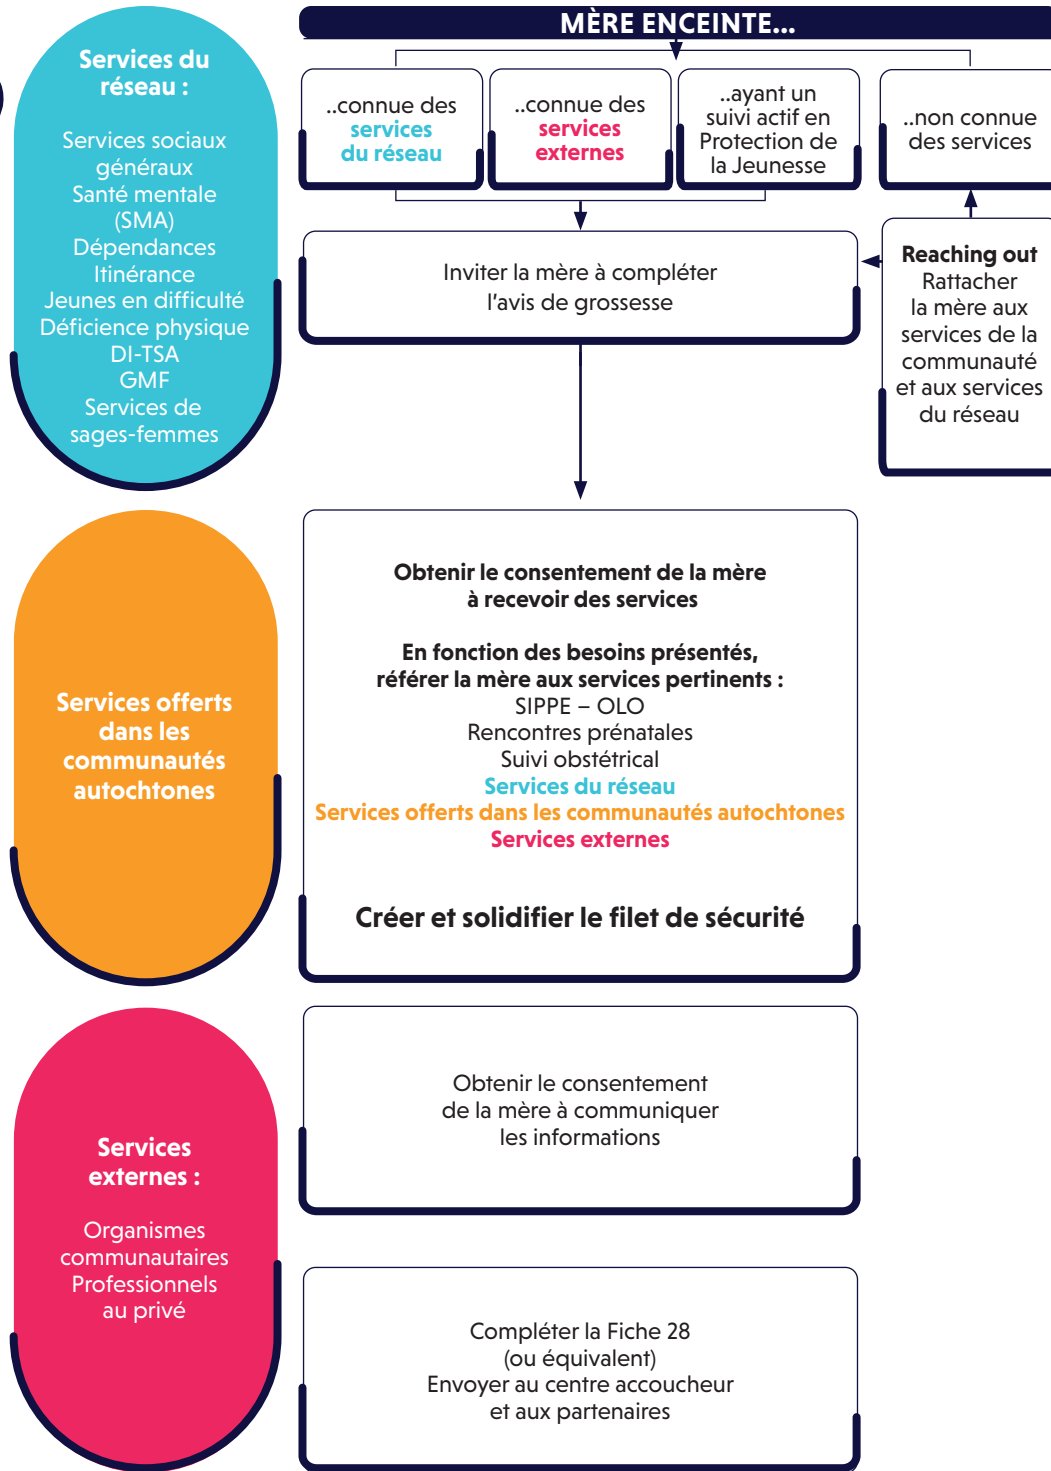 MÈRE ENCEINTE...
Services du
réseau :
Services sociaux
généraux
Santé mentale
(SMA)
Dépendances
Itinérance
Jeunes en difficulté
Déficience physique
DI-TSA
GMF
Services de
sages-femmes
..connue des
services
du réseau
..connue des
services
externes
..ayant un
suivi actif en
Protection de
la Jeunesse
..non connue
des services
Inviter la mère à compléter
l'avis de grossesse
Reaching out
Rattacher
la mère aux
services de la
communauté
et aux services
du réseau
Services offerts
dans les
communautés
autochtones
Obtenir le consentement de la mère
à recevoir des services
En fonction des besoins présentés,
référer la mère aux services pertinents :
SIPPE – OLO
Rencontres prénatales
Suivi obstétrical
Services du réseau
Services offerts dans les communautés autochtones
Services externes
Créer et solidifier le filet de sécurité
Services
externes :
Organismes
communautaires
Professionnels
au privé
Obtenir le consentement
de la mère à communiquer
les informations
Compléter la Fiche 28
(ou équivalent)
Envoyer au centre accoucheur
et aux partenaires